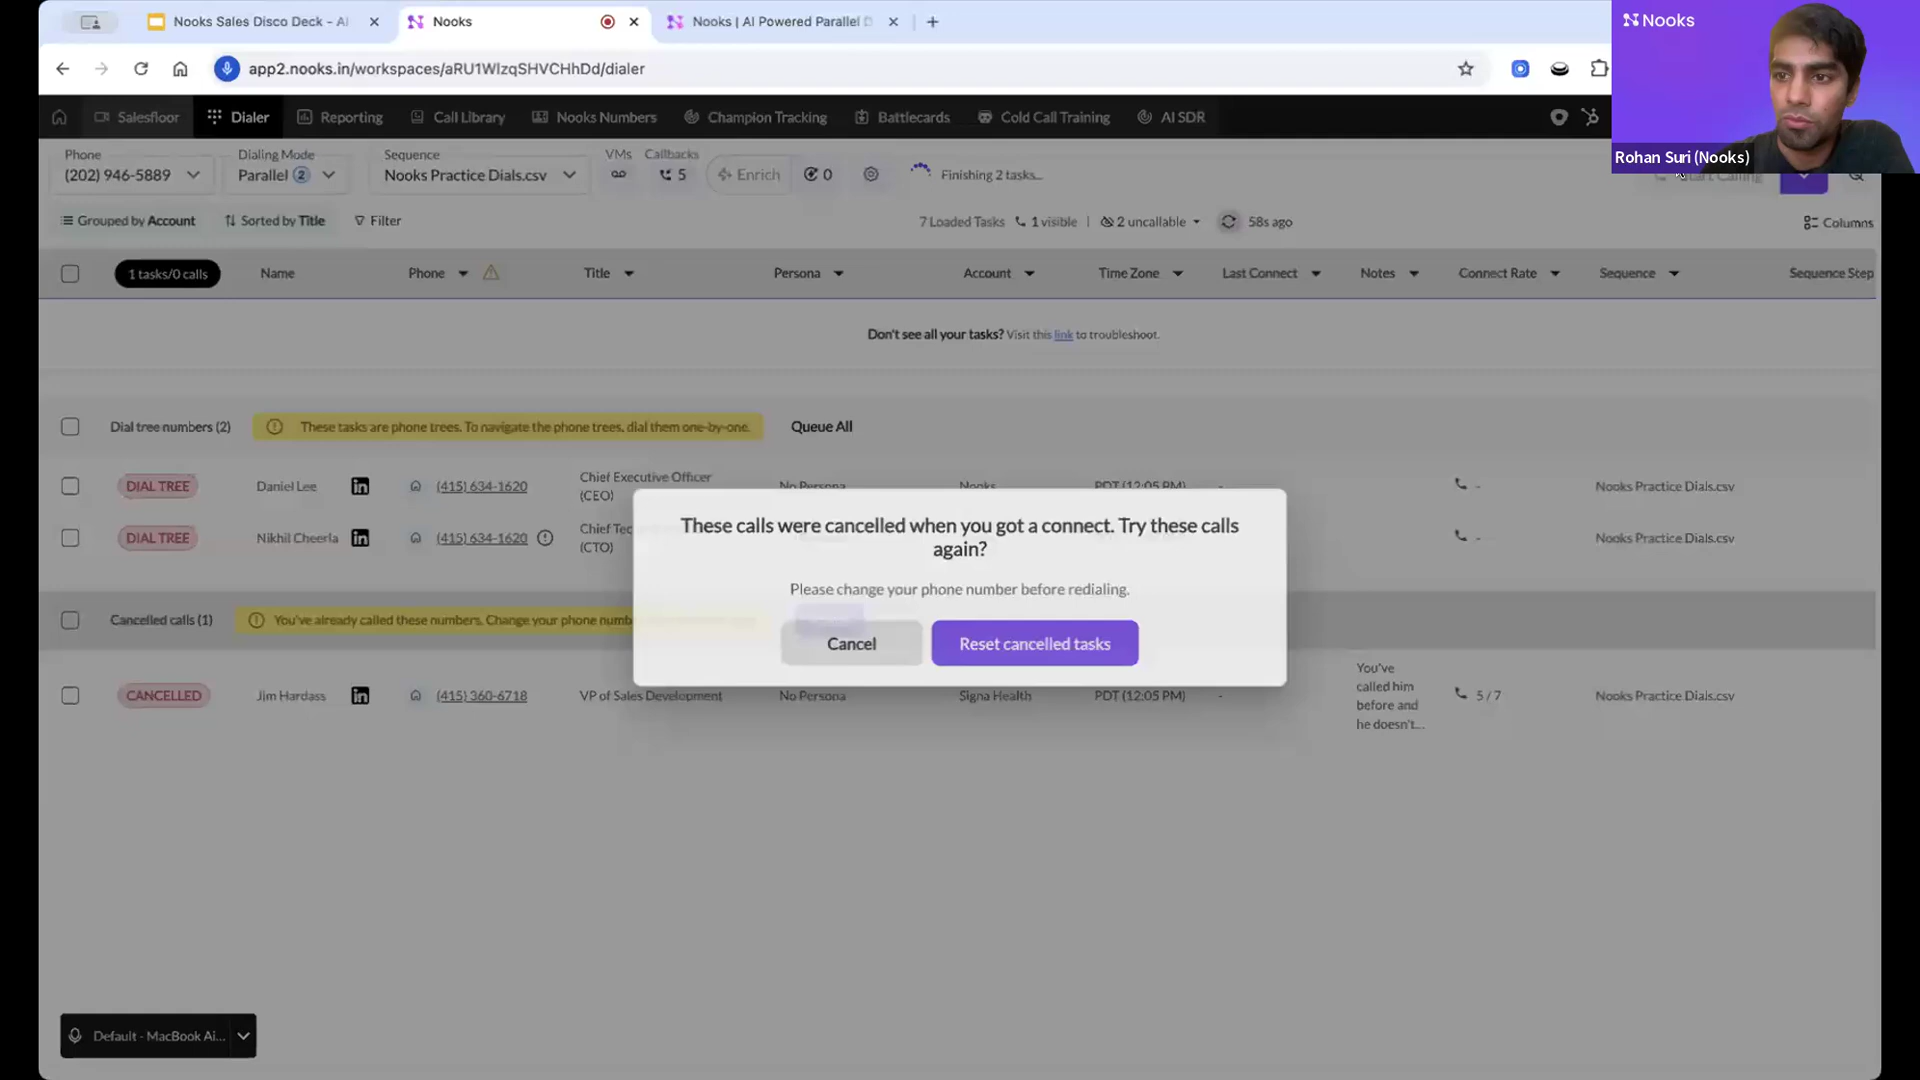 Nooks Sales Disco Deck - AI
Nooks
Nooks | AI Powered Parallel D
Nooks
app2.nooks.in/workspaces/aRU1WlzqSHVCHhDd/dialer
Salesfloor
Dialer
Reporting
Call Library
Nooks Numbers
Champion Tracking
Battlecards
Cold Call Training
AI SDR
Rohan Suri (Nooks)
Phone
Dialing Mode
Sequence
VMs
Callbacks
(202) 946-5889
Parallel 2
Nooks Practice Dials.csv
5
Enrich
0
Finishing 2 tasks...
Start Calling
Grouped by Account
Sorted by Title
Filter
7 Loaded Tasks
1 visible
|
2 uncallable
58s ago
Columns
1 tasks/0 calls
Name
Phone
Title
Persona
Account
Time Zone
Last Connect
Notes
Connect Rate
Sequence
Sequence Step
Don't see all your tasks? Visit this link to troubleshoot.
Dial tree numbers (2)
These tasks are phone trees. To navigate the phone trees, dial them one-by-one.
Queue All
DIAL TREE
Daniel Lee
(415) 634-1620
Chief Executive Officer
(CEO)
No Persona
Nooks
PDT (12:05 PM)
-
-
Nooks Practice Dials.csv
DIAL TREE
Nikhil Cheerla
(415) 634-1620
Chief Tec
(CTO)
-
Nooks Practice Dials.csv
These calls were cancelled when you got a connect. Try these calls
again?
Please change your phone number before redialing.
Cancel
Reset cancelled tasks
Cancelled calls (1)
You've already called these numbers. Change your phone numb
CANCELLED
Jim Hardass
(415) 360-6718
VP of Sales Development
No Persona
Signa Health
PDT (12:05 PM)
-
You've
called him
before and
he doesn't...
5 / 7
Nooks Practice Dials.csv
Default - MacBook Ai...